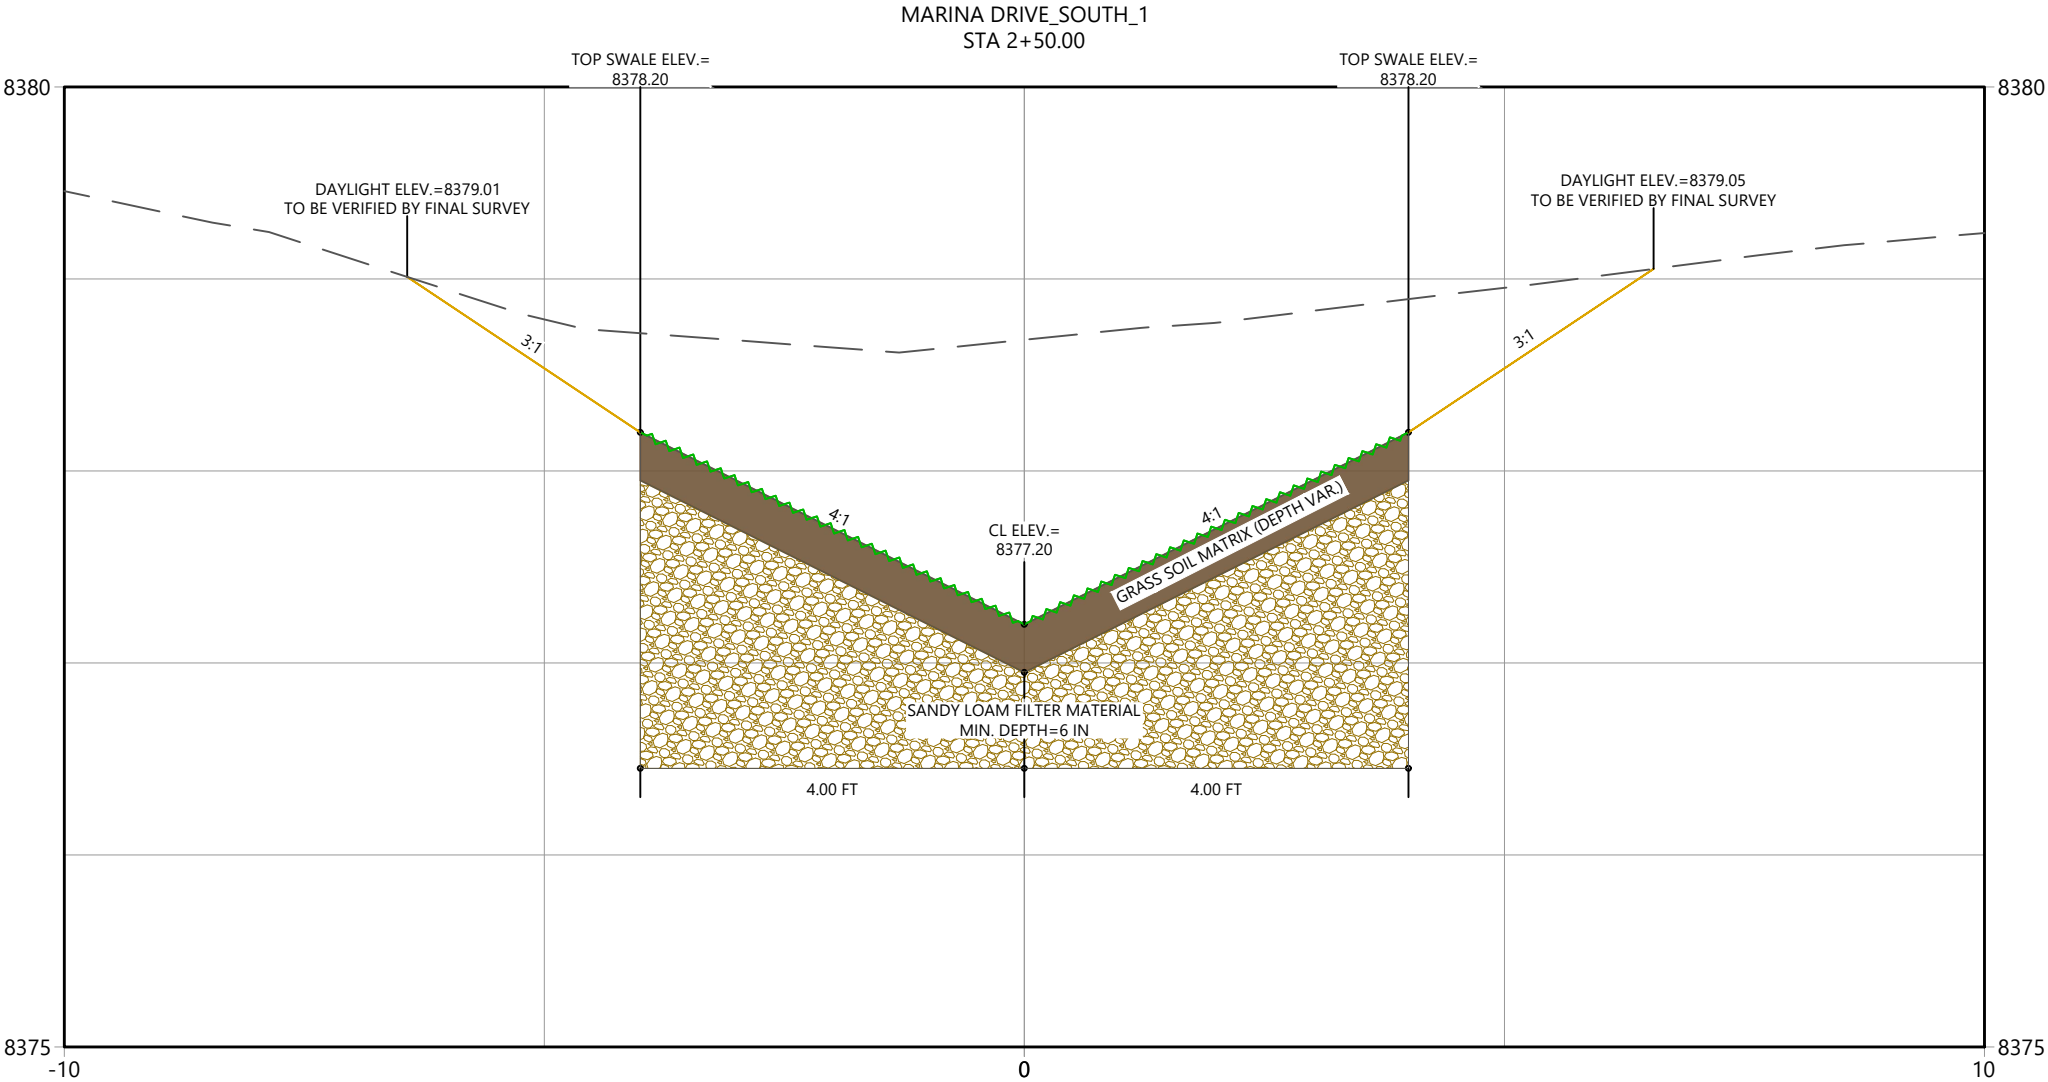 MARINA DRIVE_SOUTH_1
STA 2+50.00
TOP SWALE ELEV.=
8378.20
TOP SWALE ELEV.=
8378.20
8380
8380
DAYLIGHT ELEV.=8379.01
TO BE VERIFIED BY FINAL SURVEY
DAYLIGHT ELEV.=8379.05
TO BE VERIFIED BY FINAL SURVEY
3:1
3:1
4:1
4:1
CL ELEV.=
8377.20
GRASS SOIL MATRIX (DEPTH VAR.)
SANDY LOAM FILTER MATERIAL
MIN. DEPTH=6 IN
4.00 FT
4.00 FT
8375
8375
-10
0
10